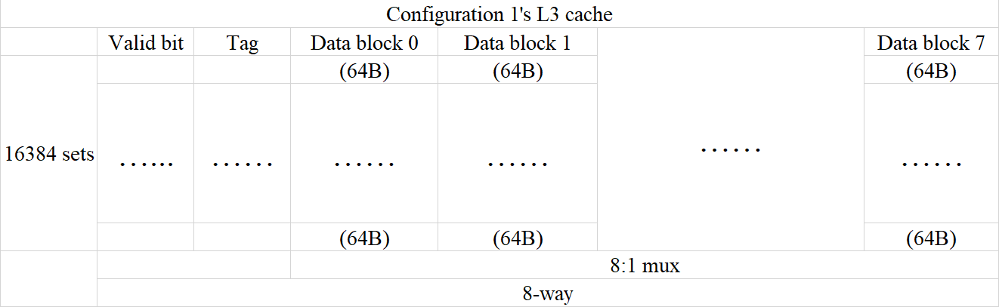 Configuration 1's L3 cache
Valid bit Tag Data block 0 Data block 1 Data block 7
(64B) (64B) (64B)
16384 sets …… …… …… …… …… ……
(64B) (64B) (64B)
8:1 mux
8-way